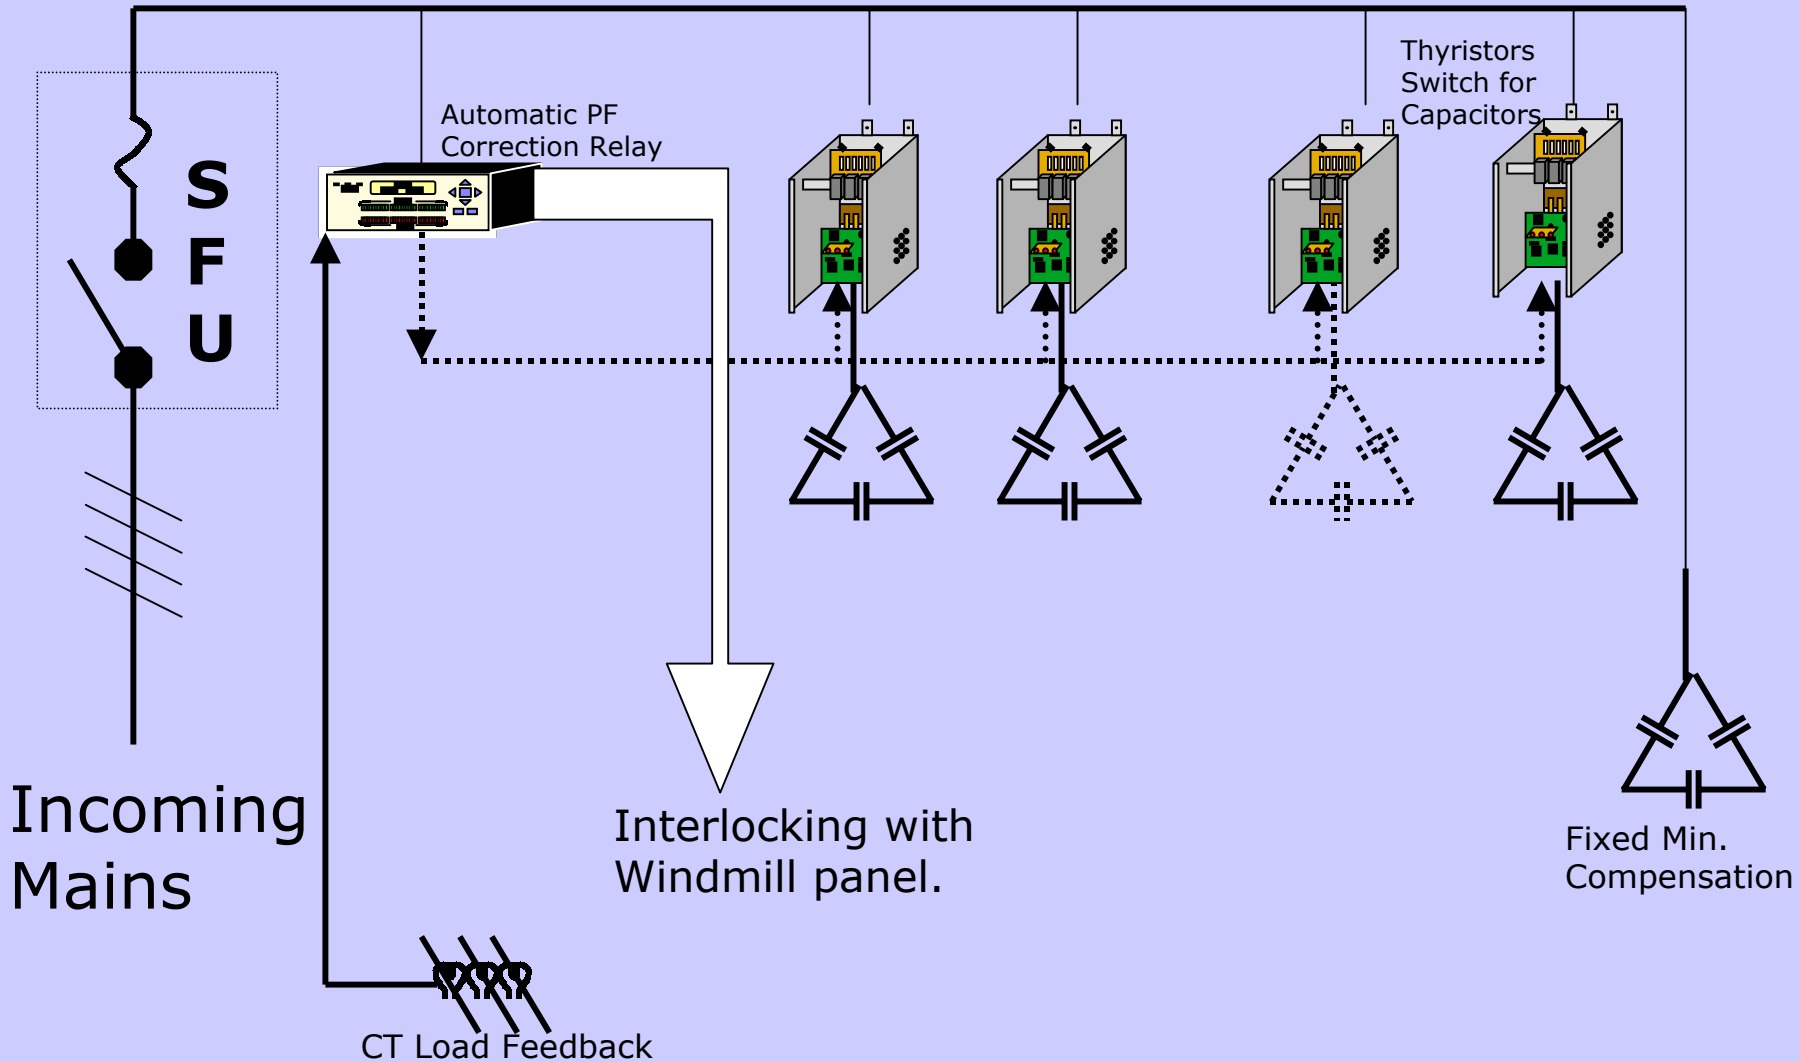 Thyristors
Switch for
Capacitors
Automatic PF
Correction Relay
S
F
U
Incoming
Mains
Interlocking with
Windmill panel.
Fixed Min.
Compensation
CT Load Feedback